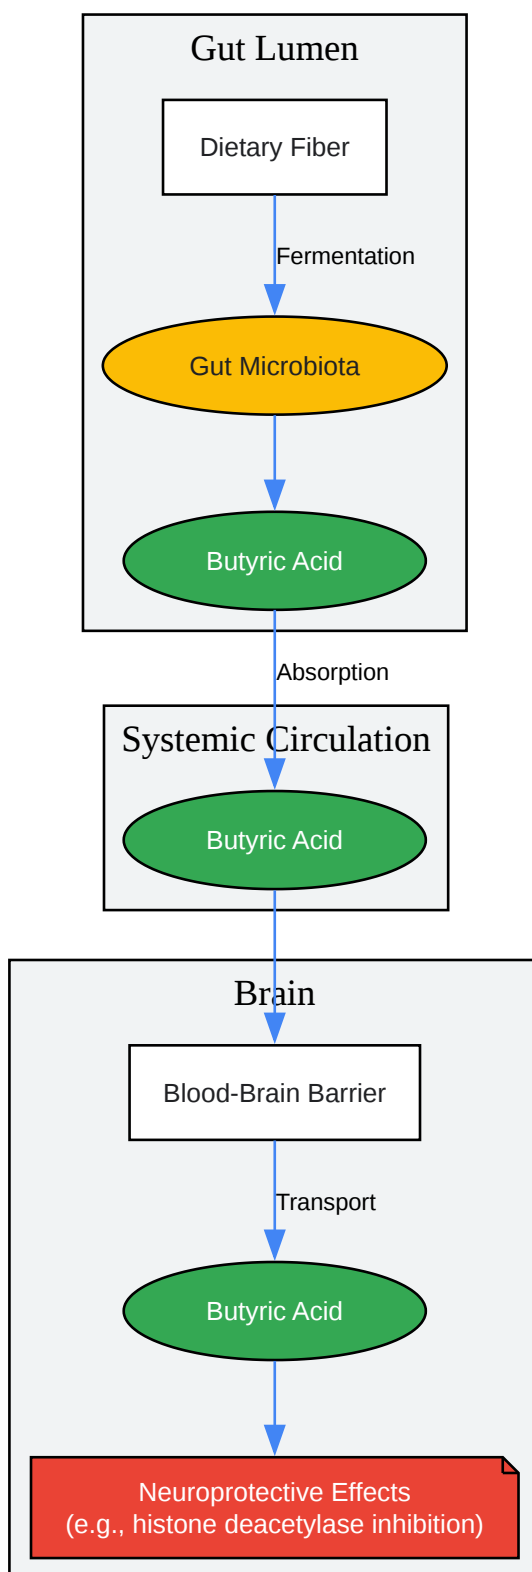 Gut Lumen
Dietary Fiber
Fermentation
Gut Microbiota
Butyric Acid
Absorption
Systemic Circulation
Butyric Acid
Brain
Blood-Brain Barrier
Transport
Butyric Acid
Neuroprotective Effects
(e.g., histone deacetylase inhibition)